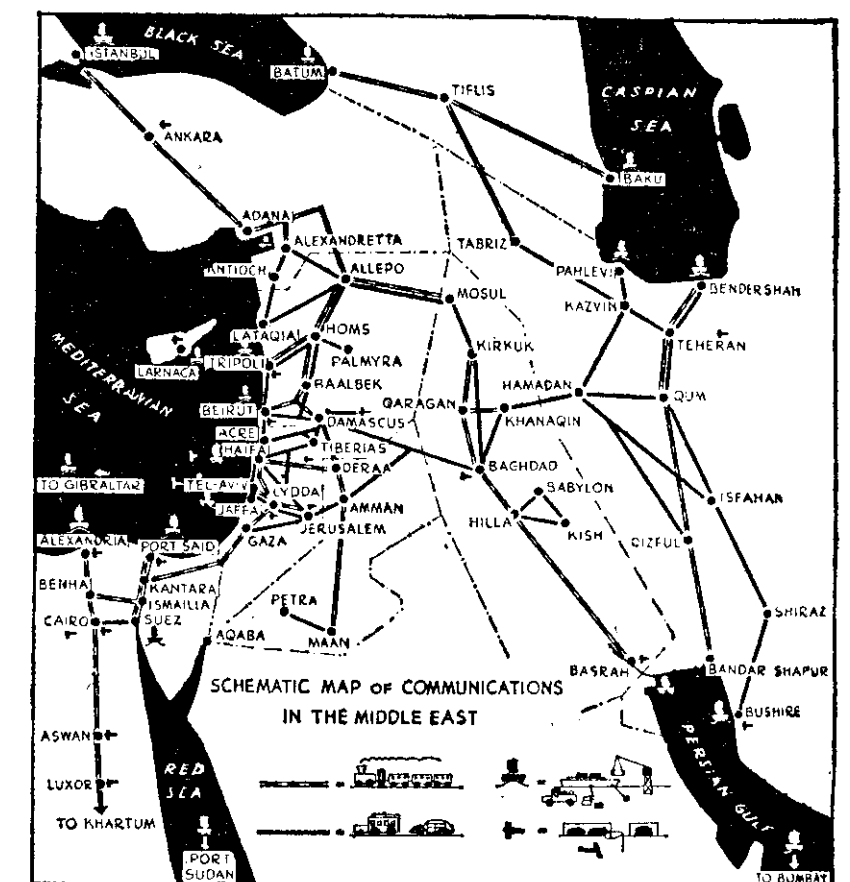 BLACK SEA
ISTANBUL
BATUM
TIFLIS
CASPIAN
SEA
ANKARA
BAKU
ADANA
ALEXANDRETTA
TABRIZ
ANTIOCH
ALLEPO
PAHLEVI
BENDERSHAH
MOSUL
KAZVIN
LATAQIA
HOMS
TEHERAN
MEDITERRANIAN
SEA
LARNACA
TRIPOLI
PALMYRA
KIRKUK
BAALBEK
HAMADAN
QUM
BEIRUT
DAMASCUS
QARAGAN
KHANAQIN
ACRE
HAIFA
TIBERIAS
DERAA
BAGHDAD
TO GIBRALTAR
TEL-AVIV
LYDDA
BABYLON
ISFAHAN
JAFFA
AMMAN
JERUSALEM
HILLA
KISH
GAZA
DIZFUL
ALEXANDRIA
PORT SAID
BENHA
KANTARA
ISMAILIA
CAIRO
SUEZ
PETRA
SHIRAZ
AQABA
MAAN
BASRAH
BANDAR SHAPUR
SCHEMATIC MAP OF COMMUNICATIONS
IN THE MIDDLE EAST
BUSHIRE
ASWAN
PERSIAN GULF
RED
SEA
LUXOR
=
=
=
=
TO KHARTUM
PORT
SUDAN
TO BOMBAY